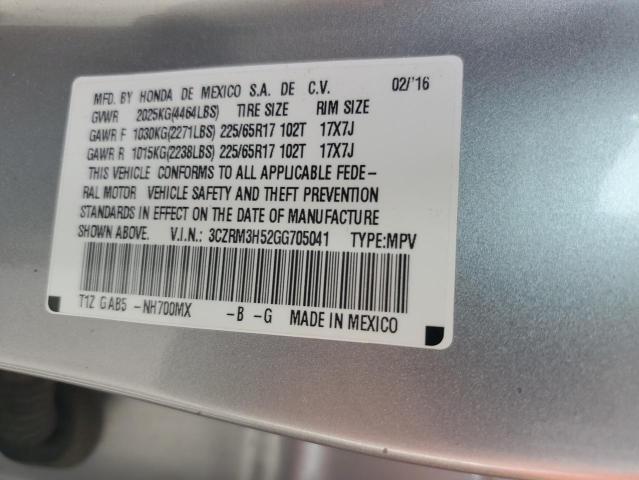 MFD. BY HONDA DE MEXICO S.A. DE C.V. 02/'16
GVWR 2025KG(4464LBS) TIRE SIZE RIM SIZE
GAWR F 1030KG(2271LBS) 225/65R17 102T 17X7J
GAWR R 1015KG(2238LBS) 225/65R17 102T 17X7J
THIS VEHICLE CONFORMS TO ALL APPLICABLE FEDE-
RAL MOTOR VEHICLE SAFETY AND THEFT PREVENTION
STANDARDS IN EFFECT ON THE DATE OF MANUFACTURE
SHOWN ABOVE. V.I.N.: 3CZRM3H52GG705041 TYPE:MPV
T1Z GAB5 -NH700MX -B -G MADE IN MEXICO